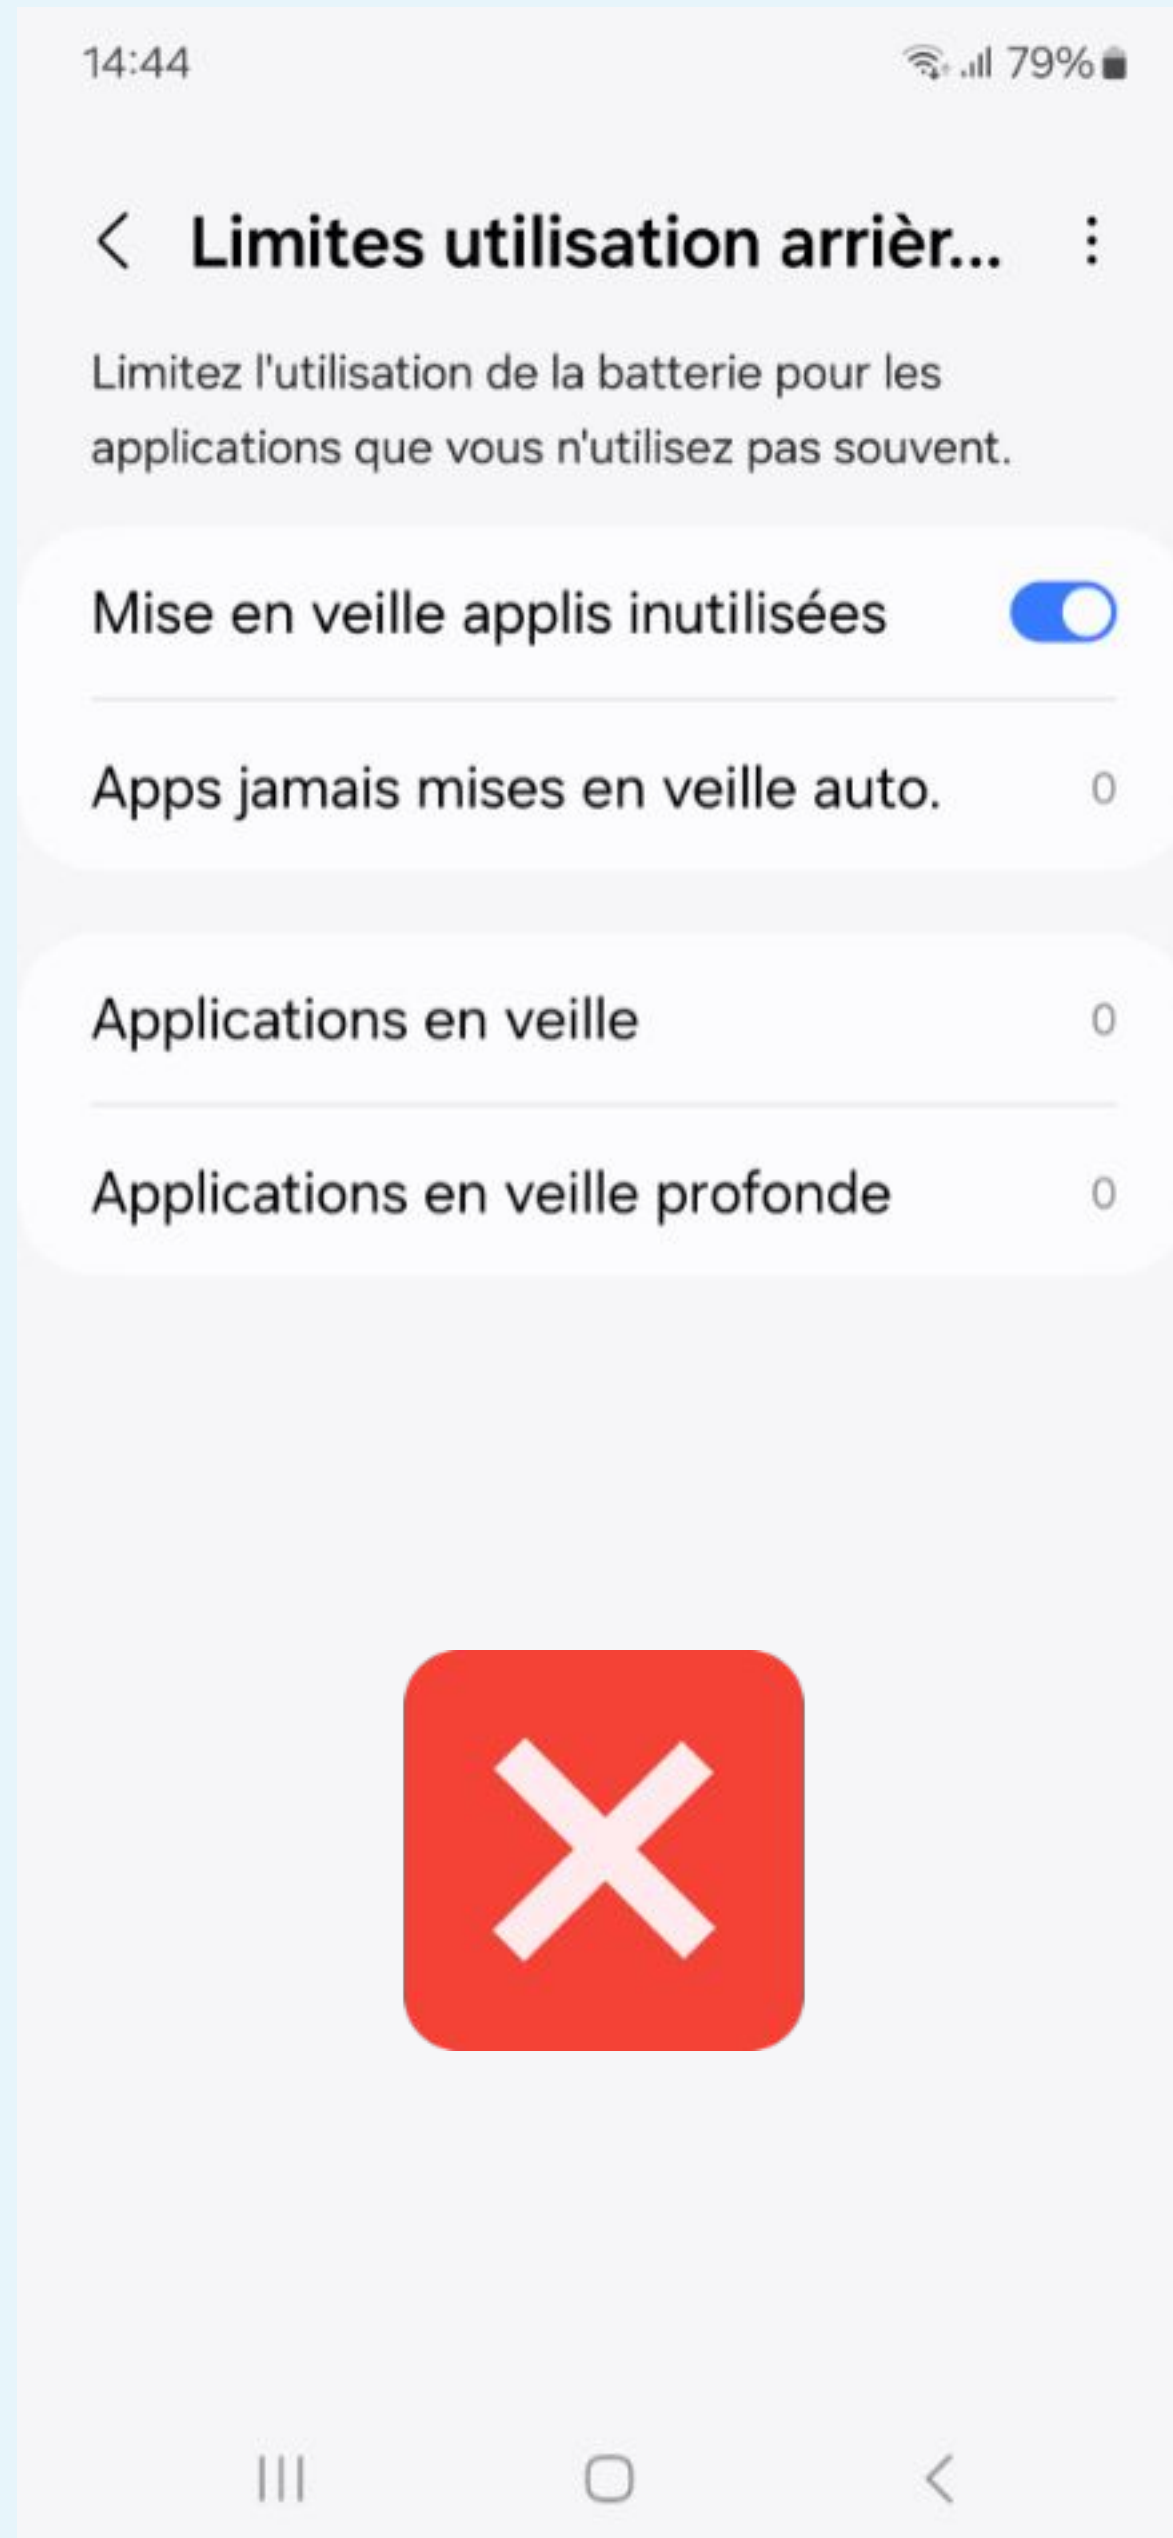 14:44 79%
Limites utilisation arrièr...
Limitez l'utilisation de la batterie pour les
applications que vous n'utilisez pas souvent.
Mise en veille applis inutilisées
Apps jamais mises en veille auto. 0
Applications en veille 0
Applications en veille profonde 0